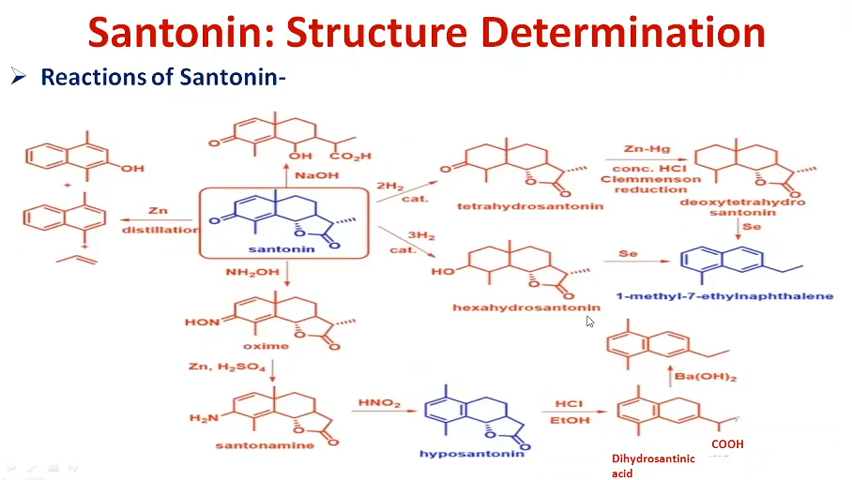 Santonin: Structure Determination
Reactions of Santonin-
OH
+
Zn
distillation
+
O
OH
CO₂H
NaOH
O
O
O
santonin
2H₂
cat.
3H₂
cat.
O
O
O
tetrahydrosantonin
Zn-Hg
conc. HCl
Clemmenson
reduction
O
O
deoxytetrahydro
santonin
Se
HO
O
O
hexahydrosantonin
Se
1-methyl-7-ethylnaphthalene
NH₂OH
HON
O
O
oxime
Zn, H₂SO₄
H₂N
O
O
santonamine
HNO₂
O
O
hyposantonin
HCl
EtOH
Ba(OH)₂
COOH
Dihydrosantinic
acid